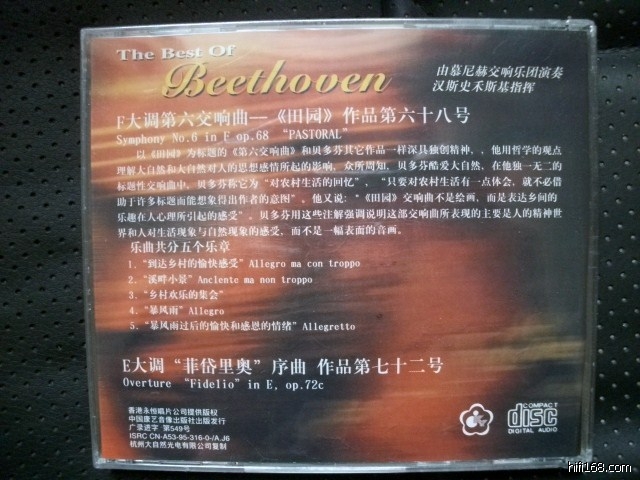 The Best Of
Beethoven
由慕尼赫交响乐团演奏
汉斯史禾斯基指挥
F大调第六交响曲—《田园》作品第六十八号
Symphony No.6 in F op.68 "PASTORAL"
以《田园》为标题的《第六交响曲》和贝多芬其它作品一样深具独创精神,,他用哲学的观点
理解大自然和大自然对人的思想感情所起的影响,众所周知,贝多芬酷爱大自然,在他独一无二的
标题性交响曲中,贝多芬称它为“对农村生活的回忆”,“只要对农村生活有一点体会,就不必借
助于许多标题而能想象得出作者的意图”。他又说:“《田园》交响曲不是绘画,而是表达乡间的
乐趣在人心理所引起的感受”,贝多芬用这些注解强调说明这部交响曲所表现的主要是人的精神世
界和人对生活现象与自然现象的感受,而不是一幅表面的音画。
乐曲共分五个乐章
1.“到达乡村的愉快感受”Allegro ma con troppo
2.“溪畔小景”Anclente ma non troppo
3.“乡村欢乐的集会”
4.“暴风雨”Allegro
5.“暴风雨过后的愉快和感恩的情绪”Allegretto
E大调“菲岱里奥”序曲 作品第七十二号
Overture "Fidelio" in E, op.72c
香港永恒唱片公司提供版权
中国康艺音像出版社出版发行
广录进字 第549号
ISRC CN-A53-95-316-0-/A.J6
杭州大自然光电有限公司复制
COMPACT
disc
DIGITAL AUDIO
hifi168.com